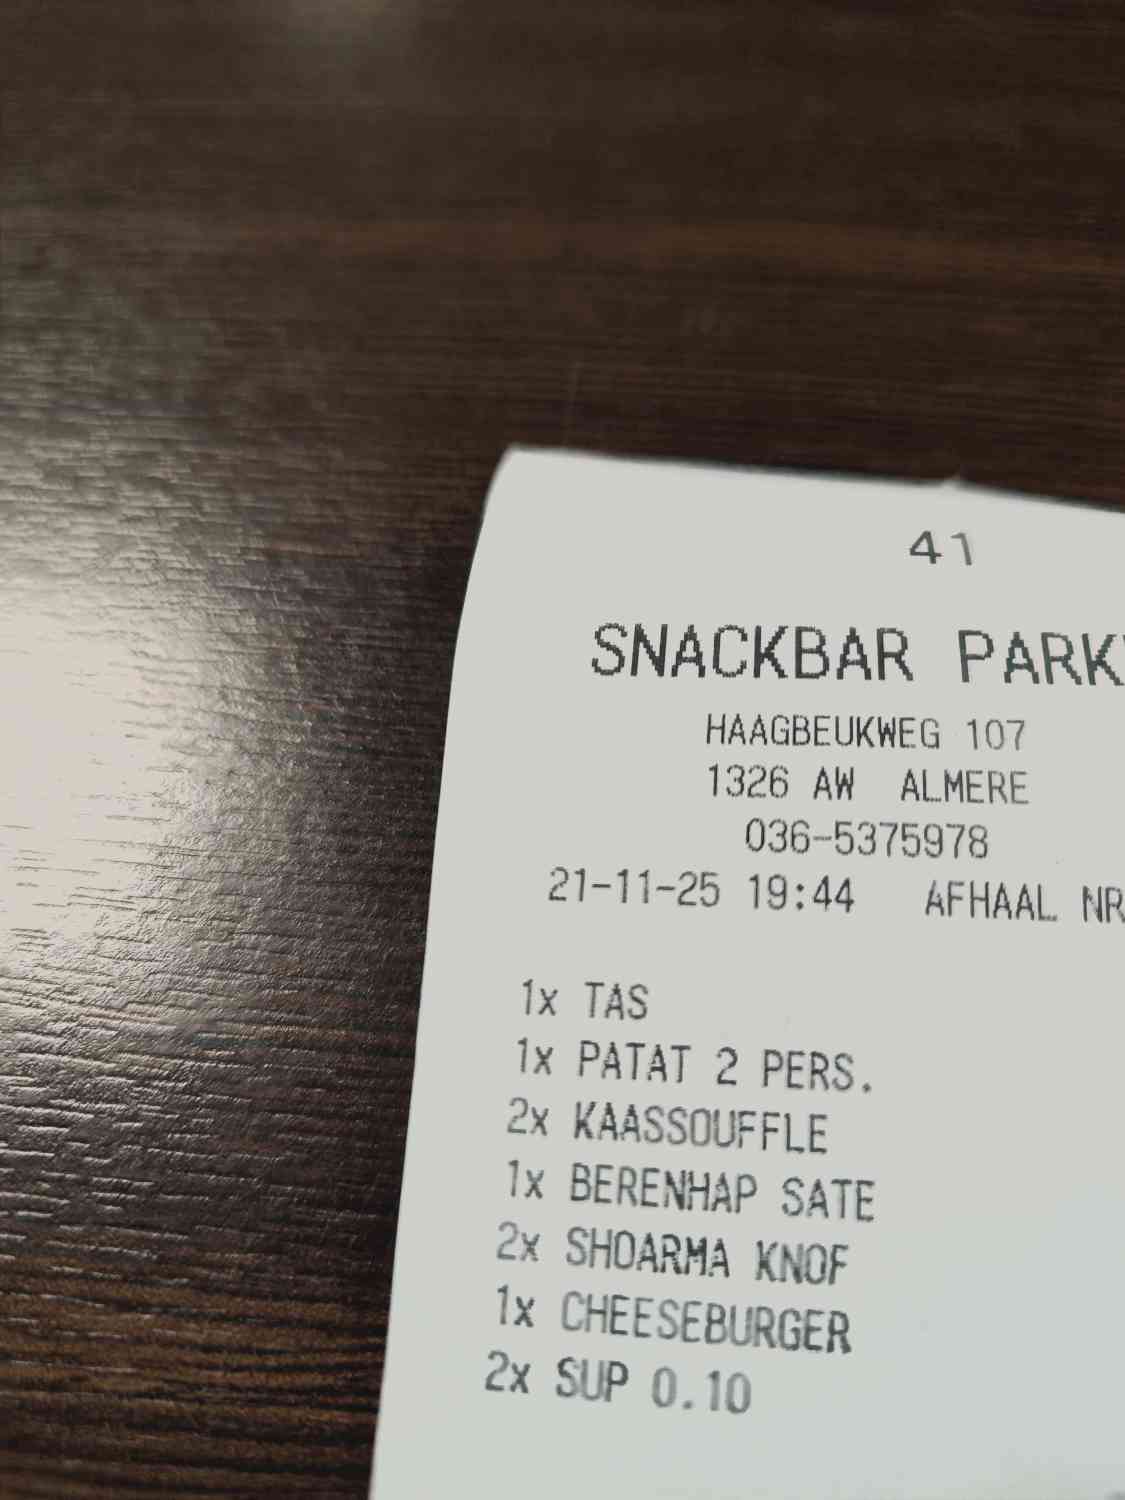 41
SNACKBAR PARK
HAAGBEUKWEG 107
1326 AW ALMERE
036-5375978
21-11-25 19:44 AFHAAL NR
1x TAS
1x PATAT 2 PERS.
2x KAASSOUFFLE
1x BERENHAP SATE
2x SHOARMA KNOF
1x CHEESEBURGER
2x SUP 0.10